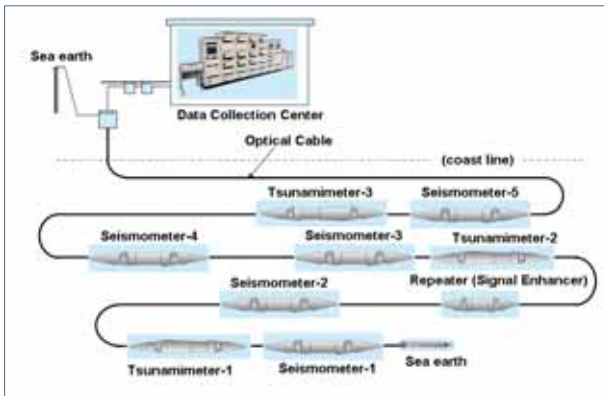 Sea earth
Data Collection Center
Optical Cable
(coast line)
Tsunamimeter-3
Seismometer-5
Seismometer-4
Seismometer-3
Tsunamimeter-2
Seismometer-2
Repeater (Signal Enhancer)
Tsunamimeter-1
Seismometer-1
Sea earth